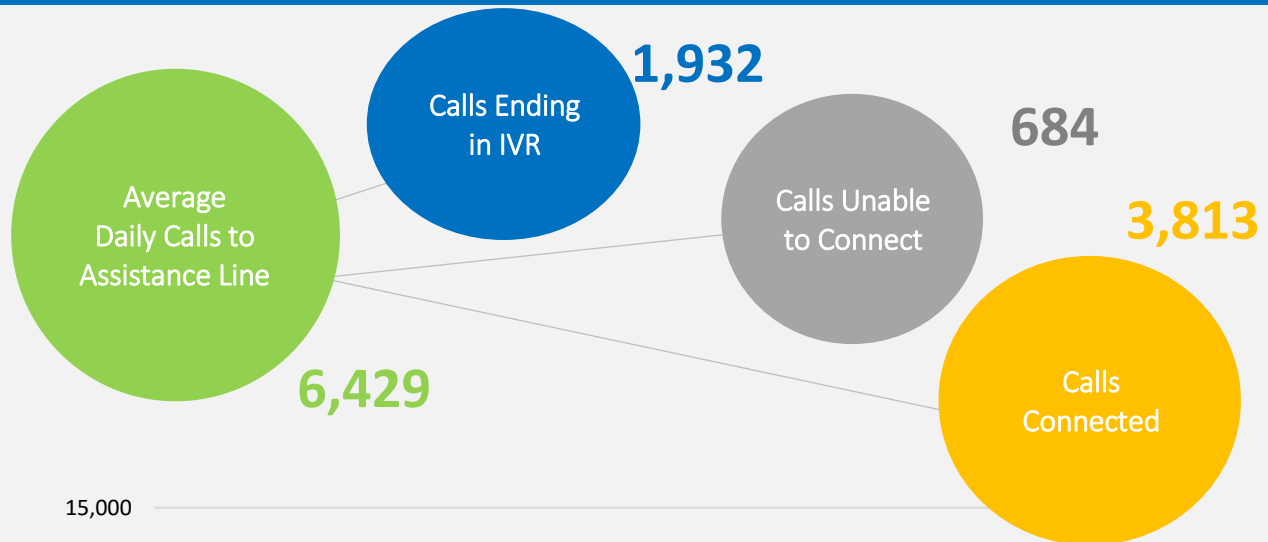 1,932
Calls Ending
in IVR
684
Average
Daily Calls to
Assistance Line
Calls Unable
to Connect
3,813
6,429
Calls
Connected
15,000